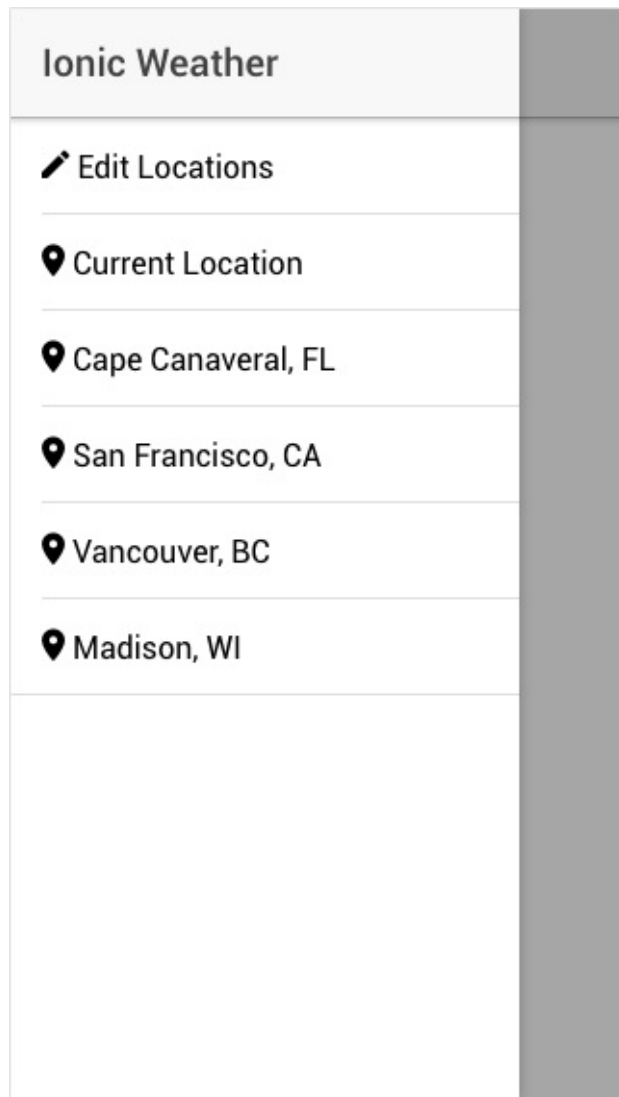 Ionic Weather
Edit Locations
Current Location
Cape Canaveral, FL
San Francisco, CA
Vancouver, BC
Madison, WI